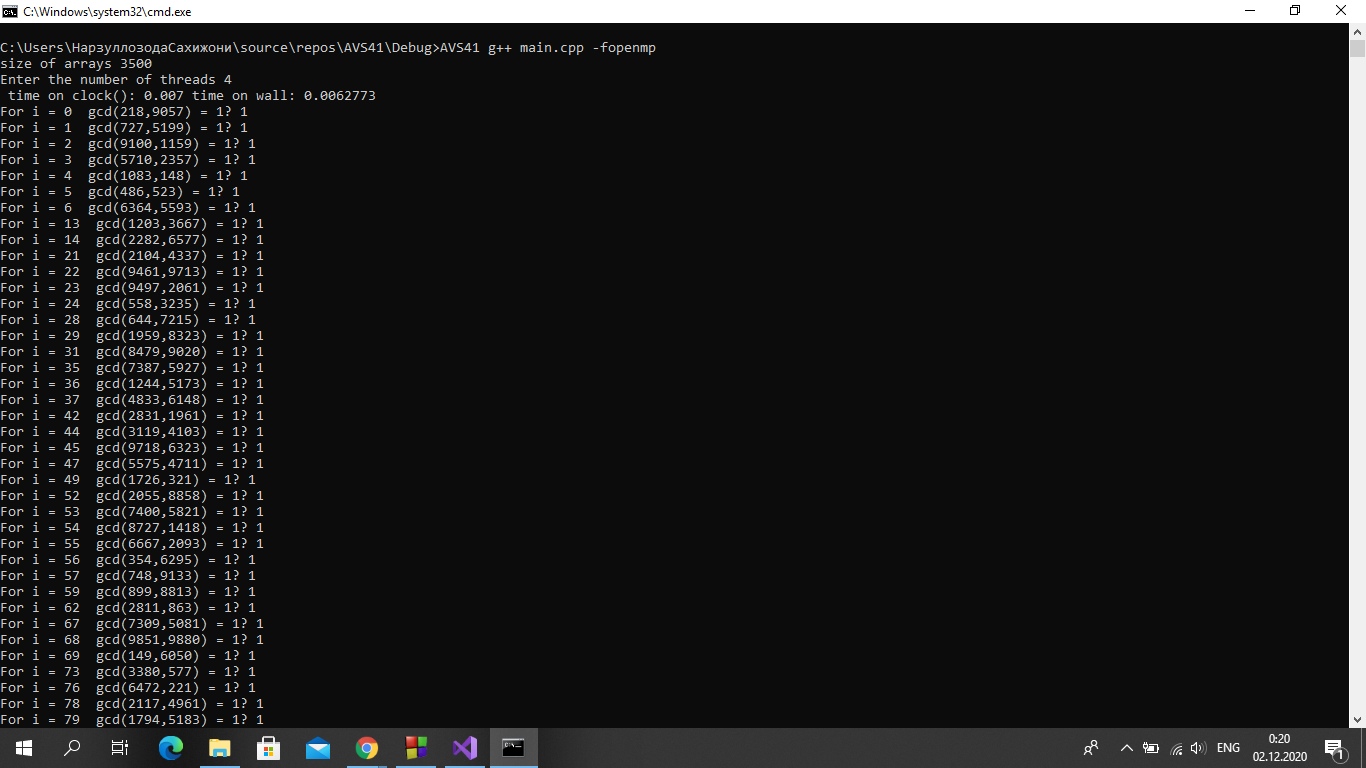 C:\Windows\system32\cmd.exe
C:\Users\НарзуллозодаСахижони\source\repos\AVS41\Debug>AVS41 g++ main.cpp -fopenmp
size of arrays 3500
Enter the number of threads 4
 time on clock(): 0.007 time on wall: 0.0062773
For i = 0  gcd(218,9057) = 1? 1
For i = 1  gcd(727,5199) = 1? 1
For i = 2  gcd(9100,1159) = 1? 1
For i = 3  gcd(5710,2357) = 1? 1
For i = 4  gcd(1083,148) = 1? 1
For i = 5  gcd(486,523) = 1? 1
For i = 6  gcd(6364,5593) = 1? 1
For i = 13  gcd(1203,3667) = 1? 1
For i = 14  gcd(2282,6577) = 1? 1
For i = 21  gcd(2104,4337) = 1? 1
For i = 22  gcd(9461,9713) = 1? 1
For i = 23  gcd(9497,2061) = 1? 1
For i = 24  gcd(558,3235) = 1? 1
For i = 28  gcd(644,7215) = 1? 1
For i = 29  gcd(1959,8323) = 1? 1
For i = 31  gcd(8479,9020) = 1? 1
For i = 35  gcd(7387,5927) = 1? 1
For i = 36  gcd(1244,5173) = 1? 1
For i = 37  gcd(4833,6148) = 1? 1
For i = 42  gcd(2831,1961) = 1? 1
For i = 44  gcd(3119,4103) = 1? 1
For i = 45  gcd(9718,6323) = 1? 1
For i = 47  gcd(5575,4711) = 1? 1
For i = 49  gcd(1726,321) = 1? 1
For i = 52  gcd(2055,8858) = 1? 1
For i = 53  gcd(7400,5821) = 1? 1
For i = 54  gcd(8727,1418) = 1? 1
For i = 55  gcd(6667,2093) = 1? 1
For i = 56  gcd(354,6295) = 1? 1
For i = 57  gcd(748,9133) = 1? 1
For i = 59  gcd(899,8813) = 1? 1
For i = 62  gcd(2811,863) = 1? 1
For i = 67  gcd(7309,5081) = 1? 1
For i = 68  gcd(9851,9880) = 1? 1
For i = 69  gcd(149,6050) = 1? 1
For i = 73  gcd(3380,577) = 1? 1
For i = 76  gcd(6472,221) = 1? 1
For i = 78  gcd(2117,4961) = 1? 1
For i = 79  gcd(1794,5183) = 1? 1
ENG
0:20
02.12.2020
1